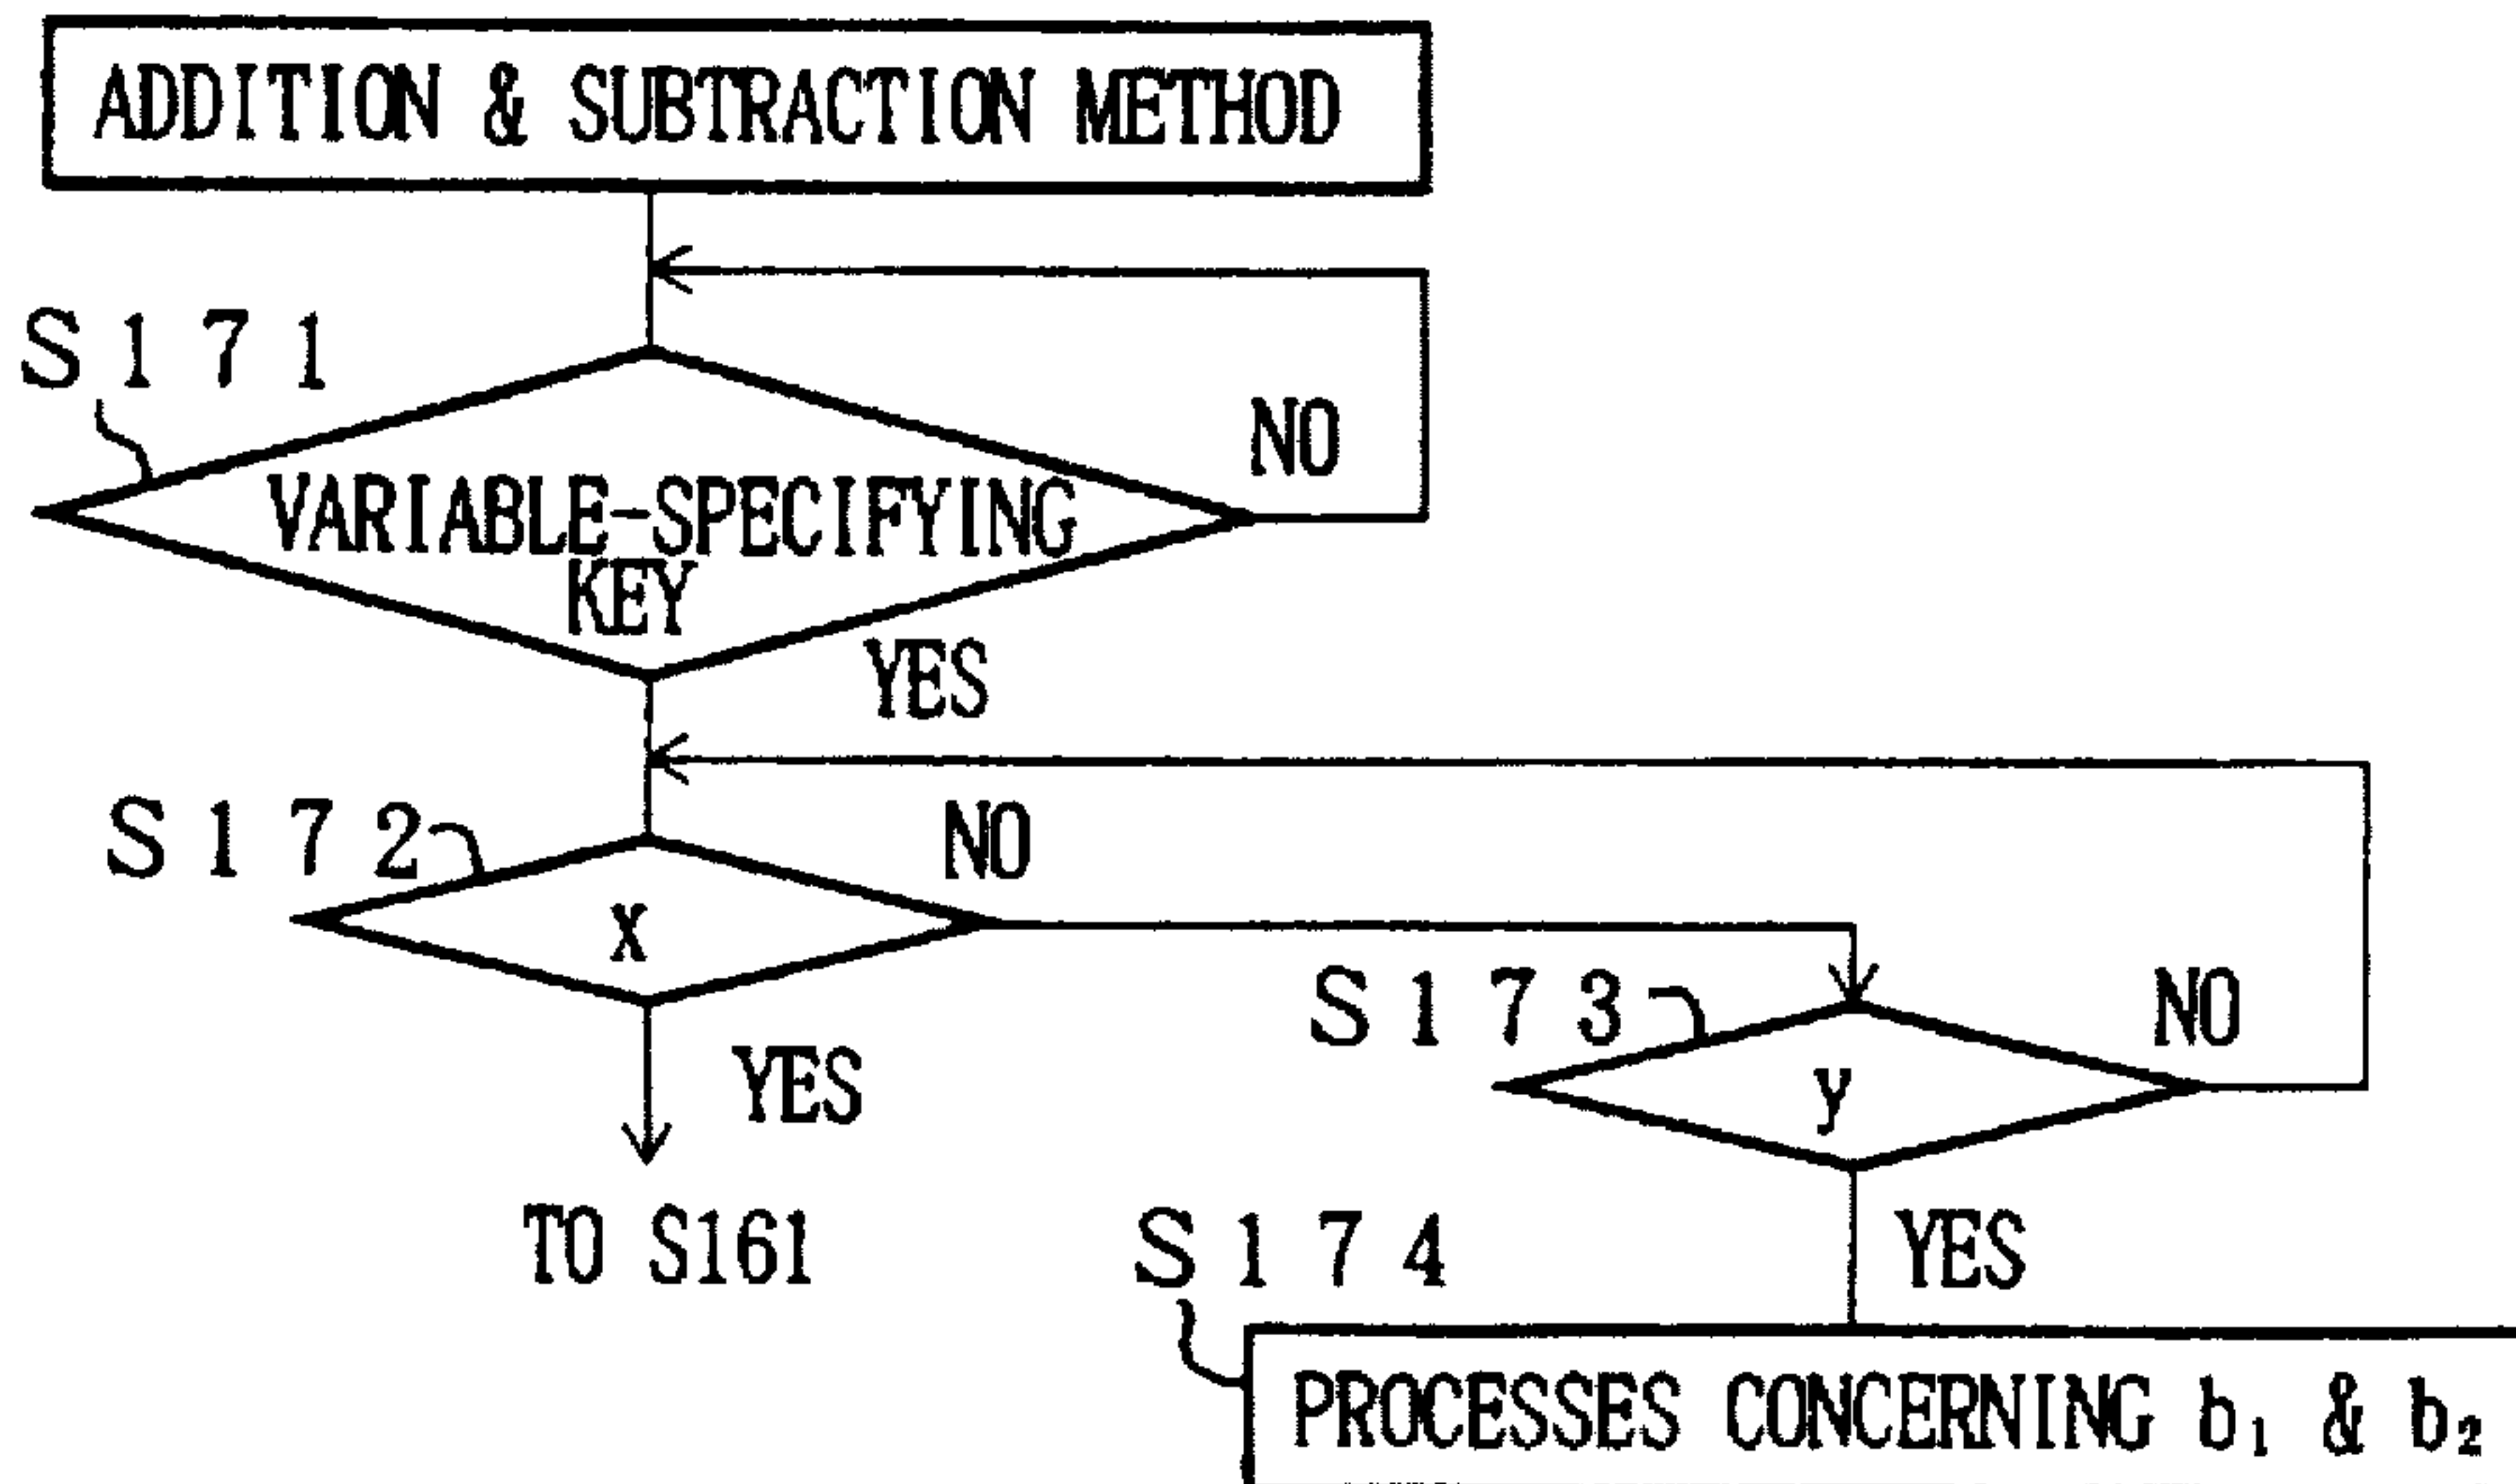 ADDITION & SUBTRACTION METHOD
S171
NO
VARIABLE-SPECIFYING
KEY
YES
S172
NO
x
S173
NO
YES
y
TO S161
S174
YES
PROCESSES CONCERNING b₁ & b₂